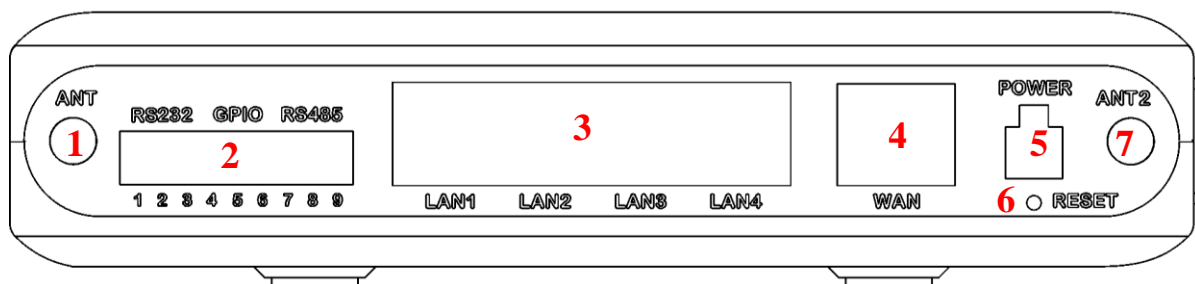 ANT
1
RS232 GPIO RS485
2
1 2 3 4 5 6 7 8 9
3
LAN1 LAN2 LAN3 LAN4
4
WAN
POWER
5
6 RESET
ANT2
7